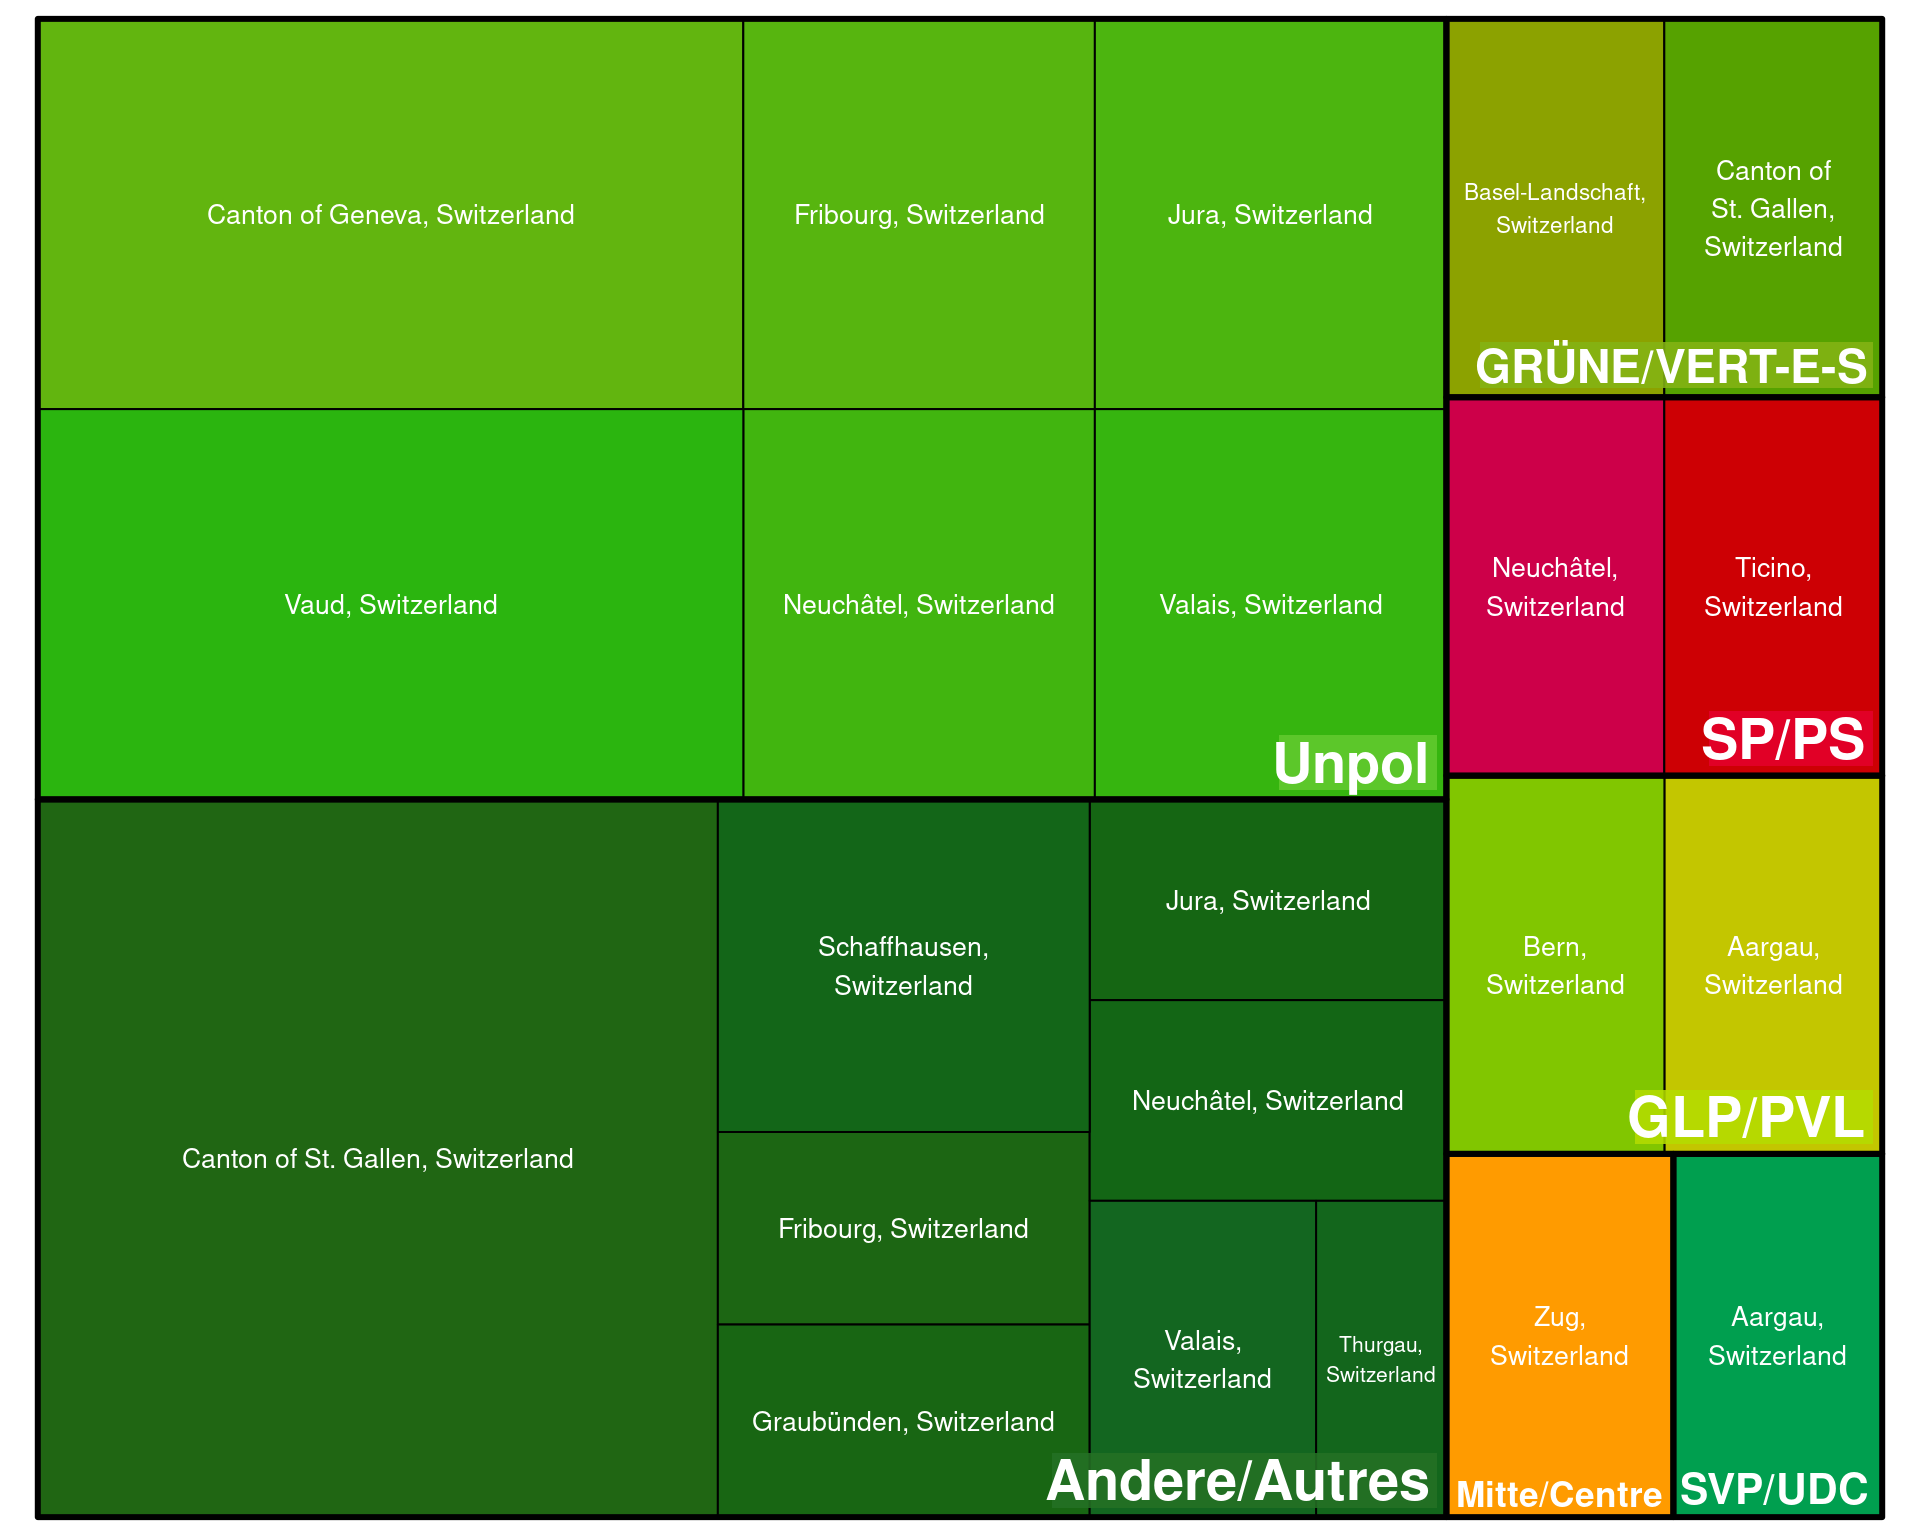 Canton of Geneva, Switzerland
Fribourg, Switzerland
Jura, Switzerland
Vaud, Switzerland
Neuchâtel, Switzerland
Valais, Switzerland
Unpol
Canton of St. Gallen, Switzerland
Schaffhausen,
Switzerland
Fribourg, Switzerland
Graubünden, Switzerland
Jura, Switzerland
Neuchâtel, Switzerland
Valais,
Switzerland
Thurgau,
Switzerland
Andere/Autres
Basel-Landschaft,
Switzerland
Canton of
St. Gallen,
Switzerland
GRÜNE/VERT-E-S
Neuchâtel,
Switzerland
Ticino,
Switzerland
SP/PS
Bern,
Switzerland
Aargau,
Switzerland
GLP/PVL
Zug,
Switzerland
Mitte/Centre
Aargau,
Switzerland
SVP/UDC